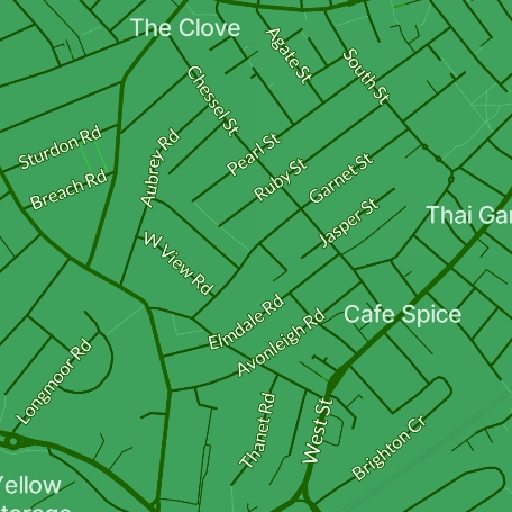 The Clove
Agate St
South St
Chessel St
Sturdon Rd
Aubrey Rd
Pearl St
Ruby St
Garnet St
Breach Rd
Jasper St
Thai Gar
W View Rd
Elmdale Rd
Avonleigh Rd
Cafe Spice
Longmoor Rd
Thanet Rd
West St
Brighton Cr
Yellow
torage